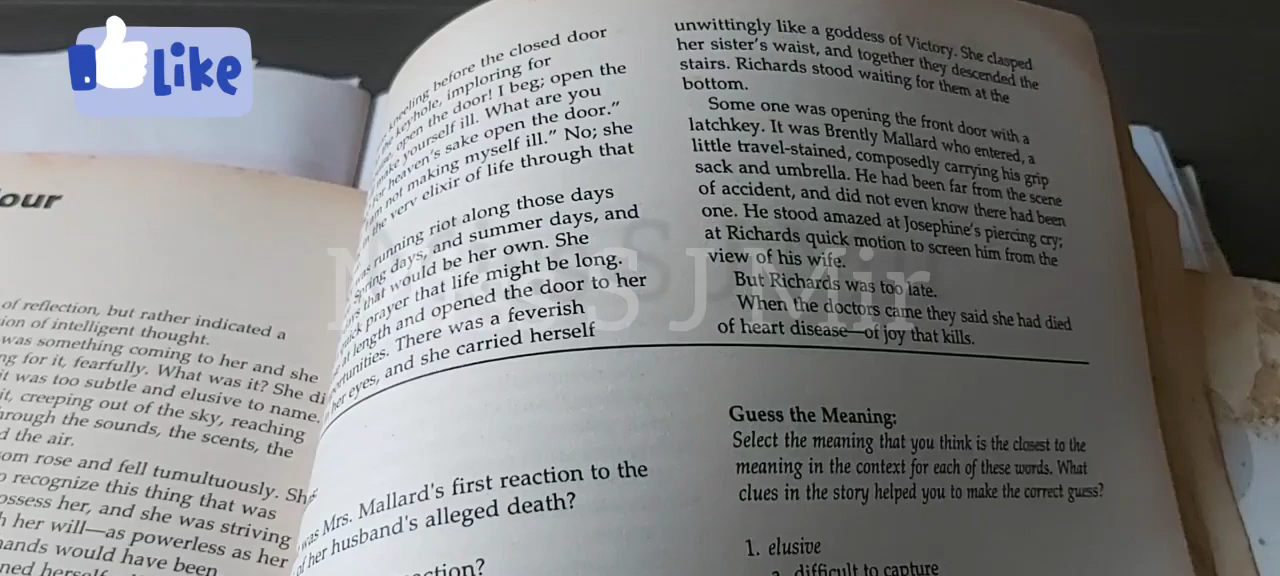 Like
our
of reflection, but rather indicated a
ion of intelligent thought.
was something coming to her and she
ng for it, fearfully. What was it? She di
it was too subtle and elusive to name.
it, creeping out of the sky, reaching
hrough the sounds, the scents, the
d the air.
om rose and fell tumultuously. She
o recognize this thing that was
ossess her, and she was striving
h her will—as powerless as her
hands would have been
ned herself
kneeling before the closed door
keyhole, imploring for
open the door! I beg; open the
make yourself ill. What are you
for heaven's sake open the door."
am not making myself ill." No; she
the very elixir of life through that
was running riot along those days
Spring days, and summer days, and
that would be her own. She
prayer that life might be long.
at length and opened the door to her
ortunities. There was a feverish
her eyes, and she carried herself
unwittingly like a goddess of Victory. She clasped
her sister's waist, and together they descended the
stairs. Richards stood waiting for them at the
bottom.
Some one was opening the front door with a
latchkey. It was Brently Mallard who entered, a
little travel-stained, composedly carrying his grip
sack and umbrella. He had been far from the scene
of accident, and did not even know there had been
one. He stood amazed at Josephine's piercing cry;
at Richards quick motion to screen him from the
view of his wife.
But Richards was too late.
When the doctors came they said she had died
of heart disease—of joy that kills.
was Mrs. Mallard's first reaction to the
of her husband's alleged death?
ction?
Guess the Meaning:
Select the meaning that you think is the closest to the
meaning in the context for each of these words. What
clues in the story helped you to make the correct guess?
1. elusive
a. difficult to capture
S J Mir